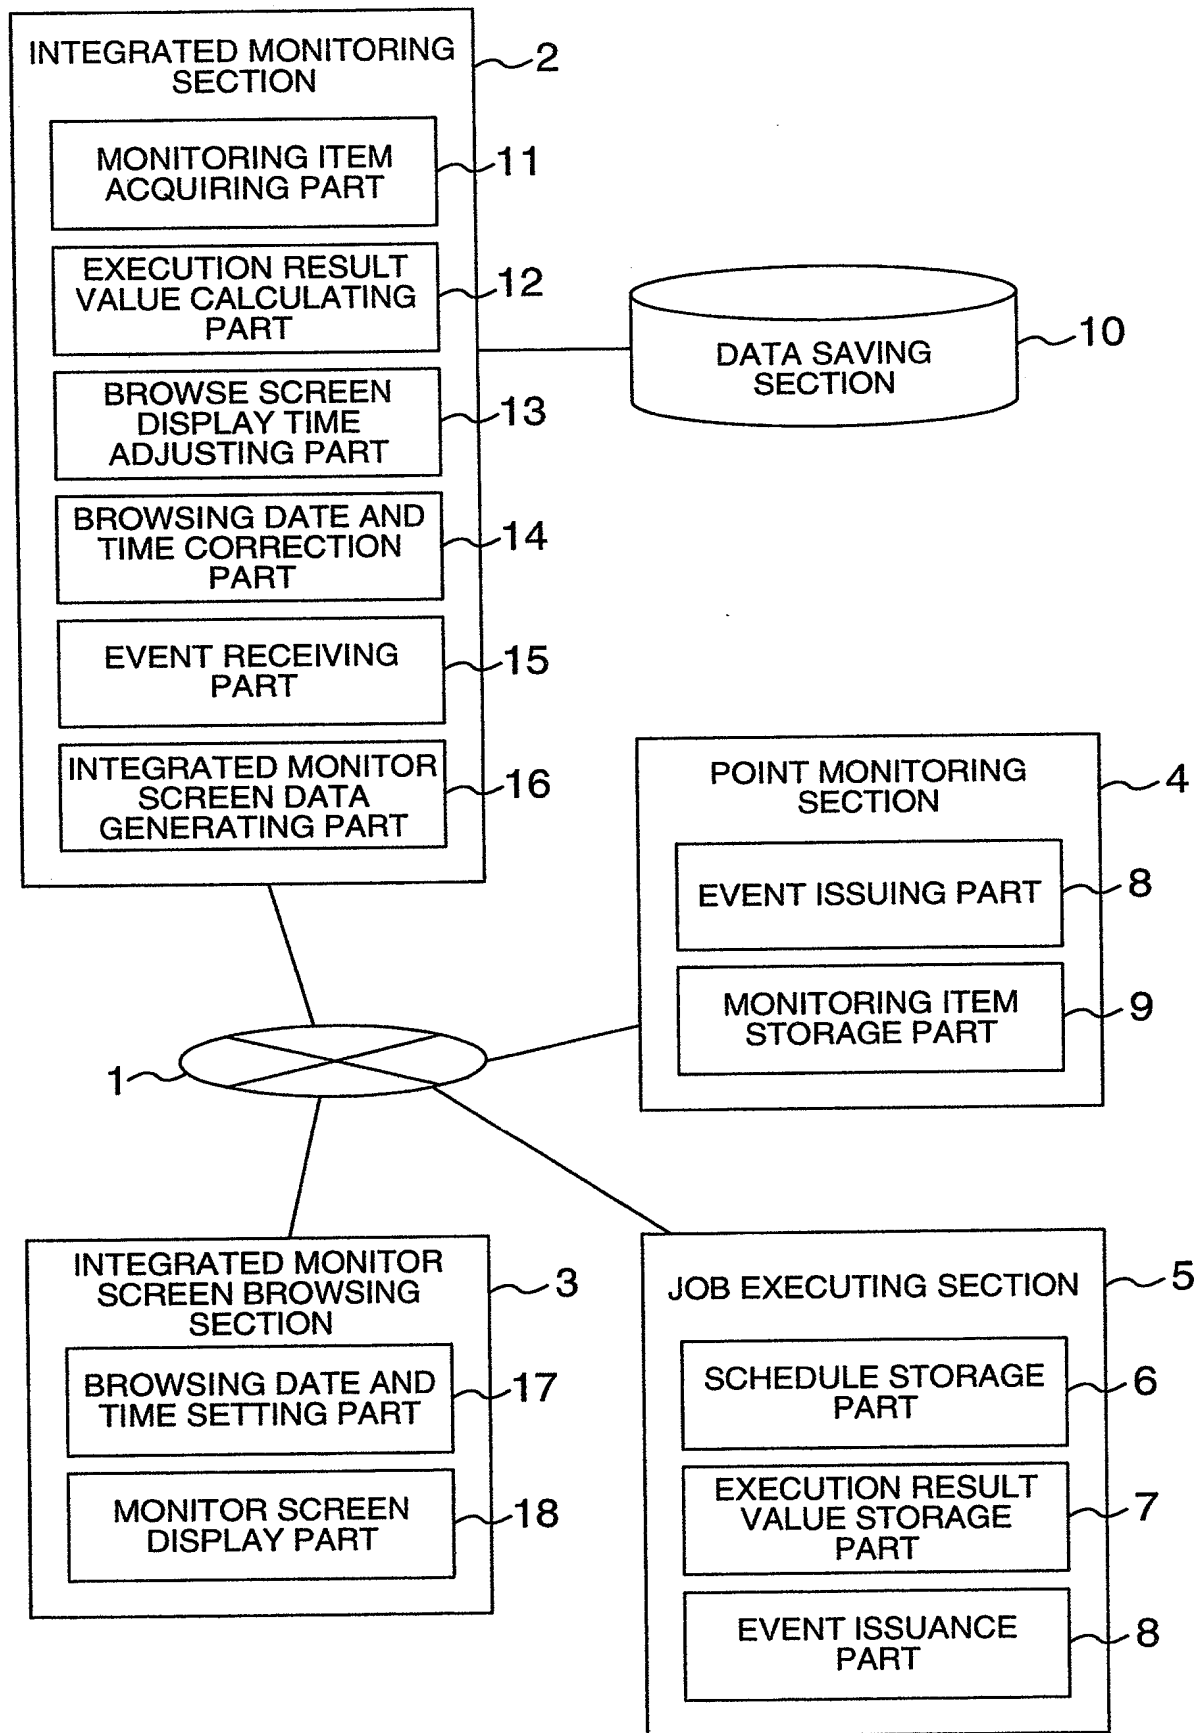 INTEGRATED MONITORING
SECTION
2
MONITORING ITEM
ACQUIRING PART
11
EXECUTION RESULT
VALUE CALCULATING
PART
12
BROWSE SCREEN
DISPLAY TIME
ADJUSTING PART
13
BROWSING DATE AND
TIME CORRECTION
PART
14
EVENT RECEIVING
PART
15
INTEGRATED MONITOR
SCREEN DATA
GENERATING PART
16
DATA SAVING
SECTION
10
POINT MONITORING
SECTION
4
EVENT ISSUING PART
8
MONITORING ITEM
STORAGE PART
9
1
INTEGRATED MONITOR
SCREEN BROWSING
SECTION
3
BROWSING DATE AND
TIME SETTING PART
17
MONITOR SCREEN
DISPLAY PART
18
JOB EXECUTING SECTION
5
SCHEDULE STORAGE
PART
6
EXECUTION RESULT
VALUE STORAGE
PART
7
EVENT ISSUANCE
PART
8